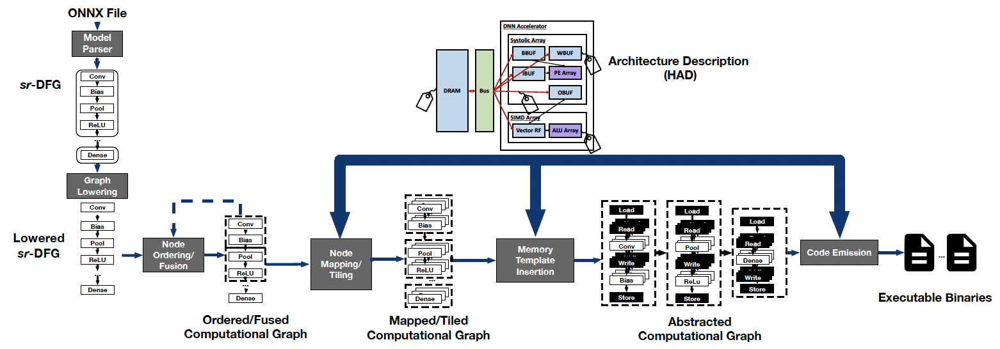 ONNX File
Model
Parser
sr-DFG
Conv
Bias
Pool
ReLU
...
Dense
Graph
Lowering
Lowered
sr-DFG
Conv
Bias
Pool
ReLU
...
Dense
Node
Ordering/
Fusion
Conv
Bias
Pool
ReLU
...
Dense
Ordered/Fused
Computational Graph
Node
Mapping/
Tiling
Conv
Bias
Pool
ReLU
...
Dense
Mapped/Tiled
Computational Graph
DRAM
Bus
DNN Accelerator
Systolic Array
BBUF
WBUF
IBUF
PE Array
OBUF
SIMD Array
Vector RF
ALU Array
Architecture Description
(HAD)
Memory
Template
Insertion
Load
Read
Conv
Write
Bias
Store
Load
Read
Pool
Write
ReLu
Store
Load
Read
Dense
Write
Store
Abstracted
Computational Graph
Code Emission
...
Executable Binaries